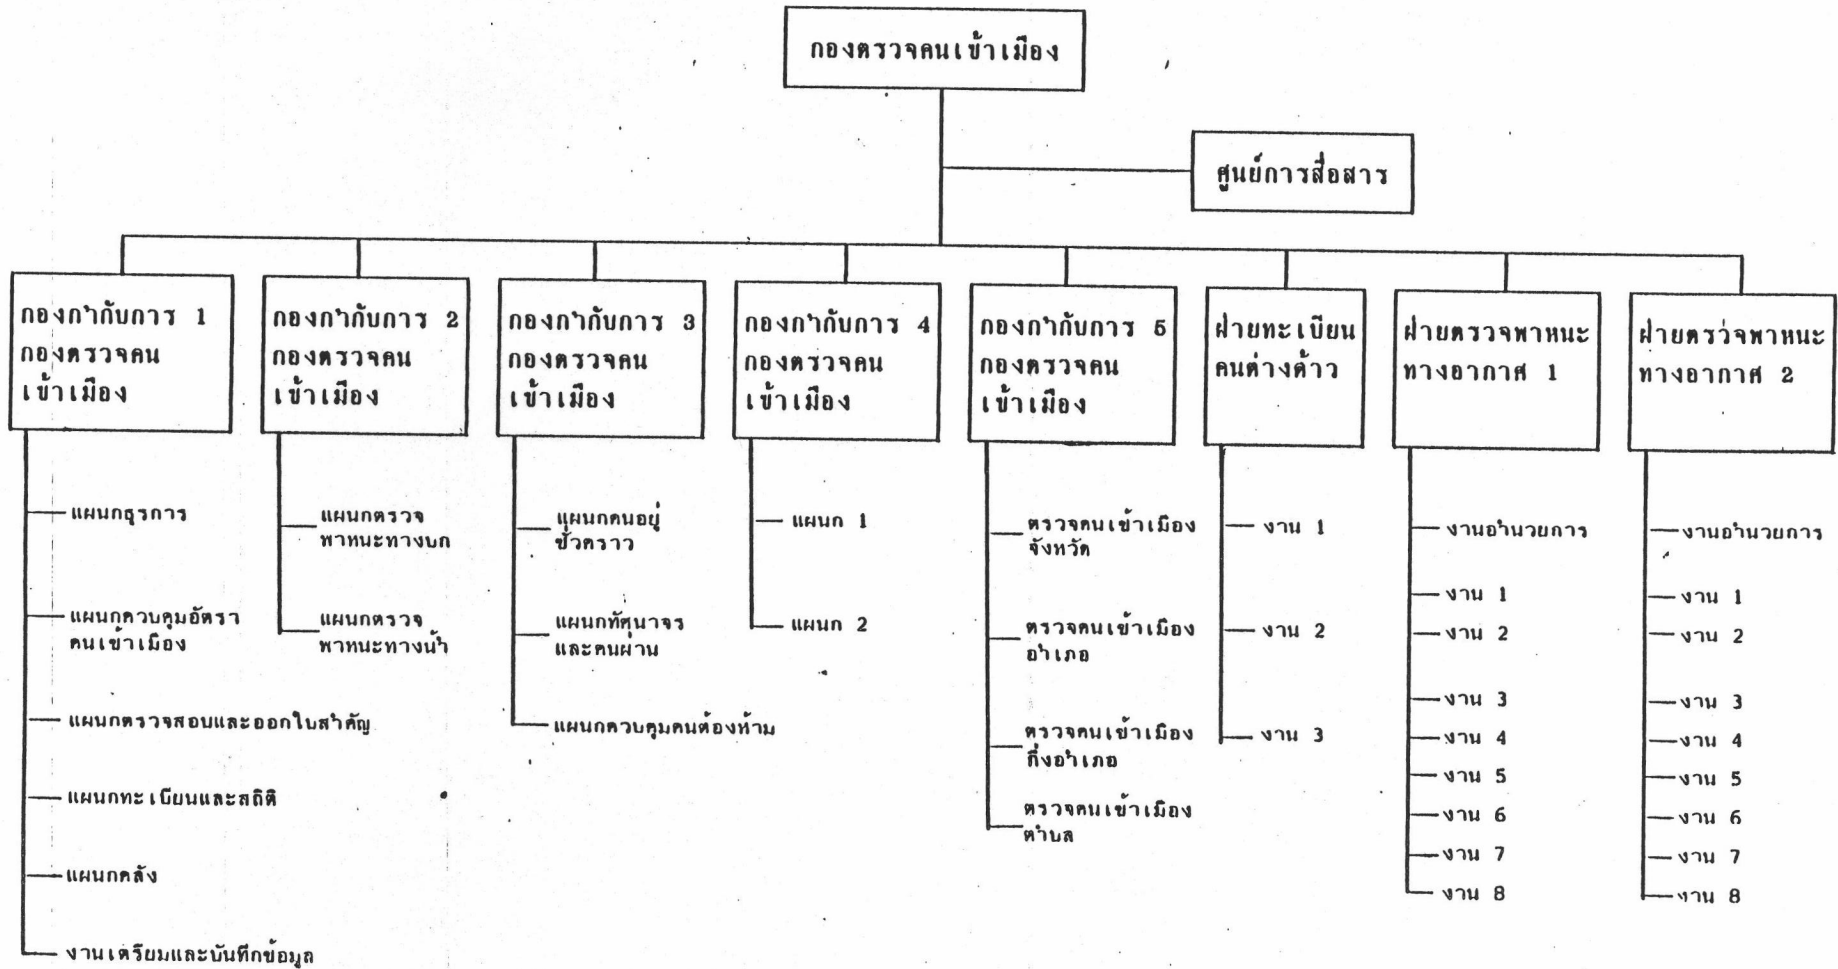 กองตรวจคนเข้าเมือง
ศูนย์การสื่อสาร
กองกำกับการ 1
กองตรวจคน
เข้าเมือง
กองกำกับการ 2
กองตรวจคน
เข้าเมือง
กองกำกับการ 3
กองตรวจคน
เข้าเมือง
กองกำกับการ 4
กองตรวจคน
เข้าเมือง
กองกำกับการ 5
กองตรวจคน
เข้าเมือง
ฝ่ายทะเบียน
คนต่างด้าว
ฝ่ายตรวจพาหนะ
ทางอากาศ 1
ฝ่ายตรวจพาหนะ
ทางอากาศ 2
แผนกธุรการ
แผนกควบคุมอัตรา
คนเข้าเมือง
แผนกตรวจสอบและออกใบสำคัญ
แผนกทะเบียนและสถิติ
แผนกคลัง
งานเตรียมและบันทึกข้อมูล
แผนกตรวจ
พาหนะทางบก
แผนกตรวจ
พาหนะทางน้ำ
แผนกคนอยู่
ชั่วคราว
แผนกทัศนาจร
และคนผ่าน
แผนกควบคุมคนต้องห้าม
แผนก 1
แผนก 2
ตรวจคนเข้าเมือง
จังหวัด
ตรวจคนเข้าเมือง
อำเภอ
ตรวจคนเข้าเมือง
กิ่งอำเภอ
ตรวจคนเข้าเมือง
ตำบล
งาน 1
งาน 2
งาน 3
งานอำนวยการ
งาน 1
งาน 2
งาน 3
งาน 4
งาน 5
งาน 6
งาน 7
งาน 8
งานอำนวยการ
งาน 1
งาน 2
งาน 3
งาน 4
งาน 5
งาน 6
งาน 7
งาน 8